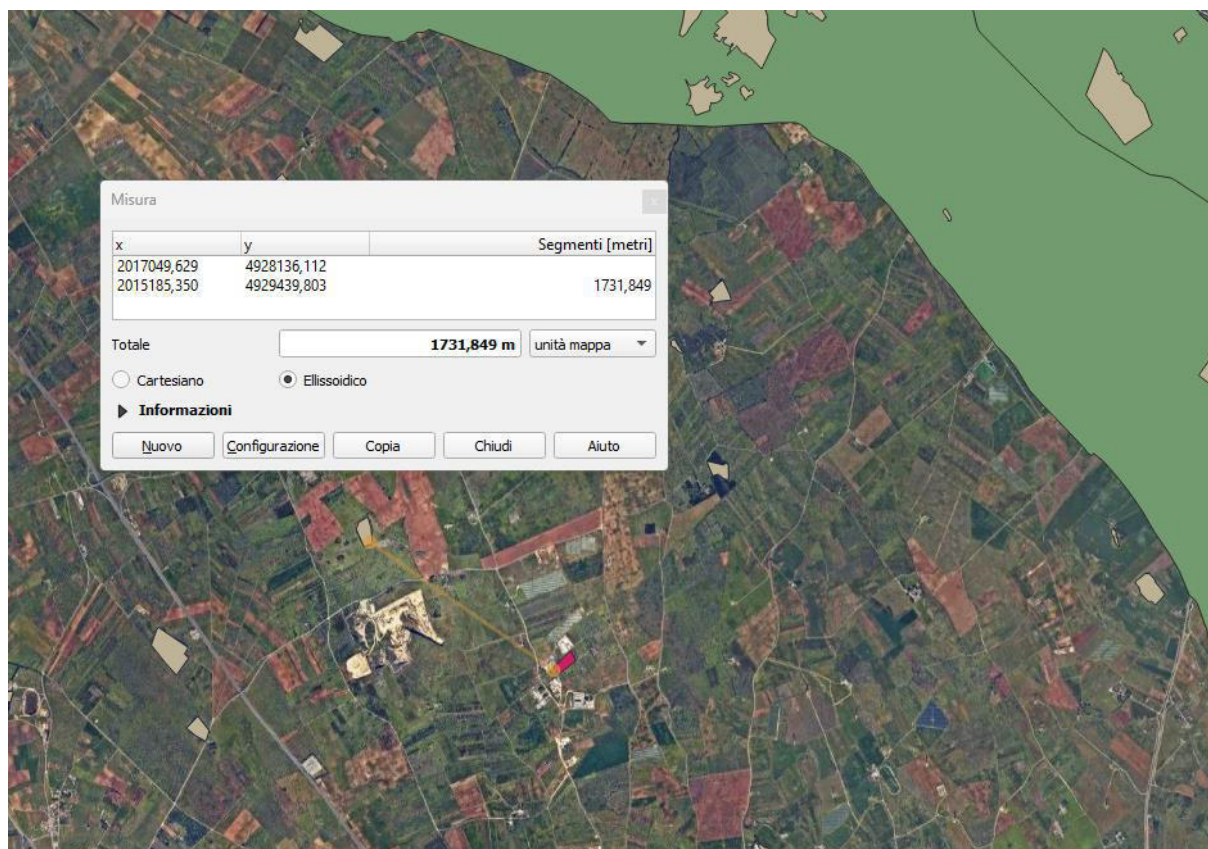 Misura
x
x y Segmenti [metri]
2017049,629 4928136,112
2015185,350 4929439,803 1731,849
Totale 1731,849 m unità mappa
Cartesiano Ellissoidico
Informazioni
Nuovo Configurazione Copia Chiudi Aiuto